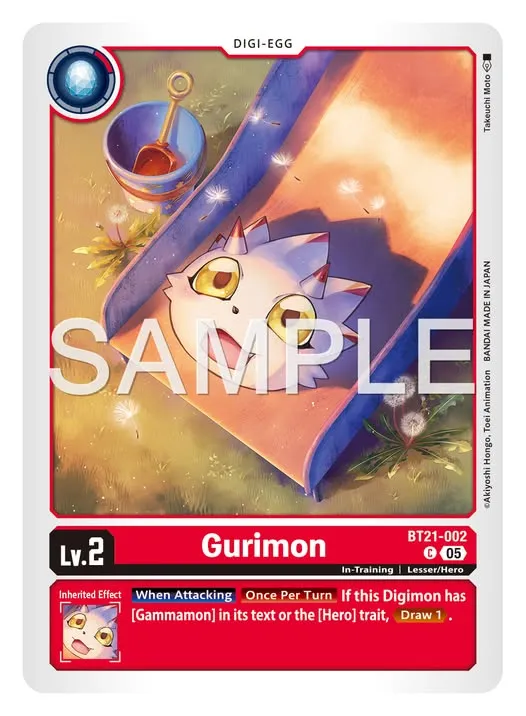 DIGI-EGG
Takeuchi Moto
SAMPLE
©Akiyoshi Hongo, Toei Animation BANDAI MADE IN JAPAN
Lv.2
Gurimon
BT21-002
C 05
In-Training | Lesser/Hero
Inherited Effect
When Attacking Once Per Turn If this Digimon has
[Gammamon] in its text or the [Hero] trait, Draw 1 .